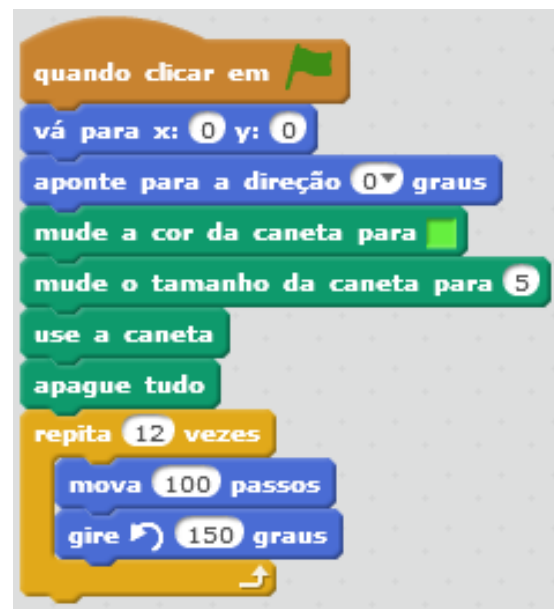 quando clicar em
vá para x: 0 y: 0
aponte para a direção 0 graus
mude a cor da caneta para
mude o tamanho da caneta para 5
use a caneta
apague tudo
repita 12 vezes
mova 100 passos
gire 150 graus